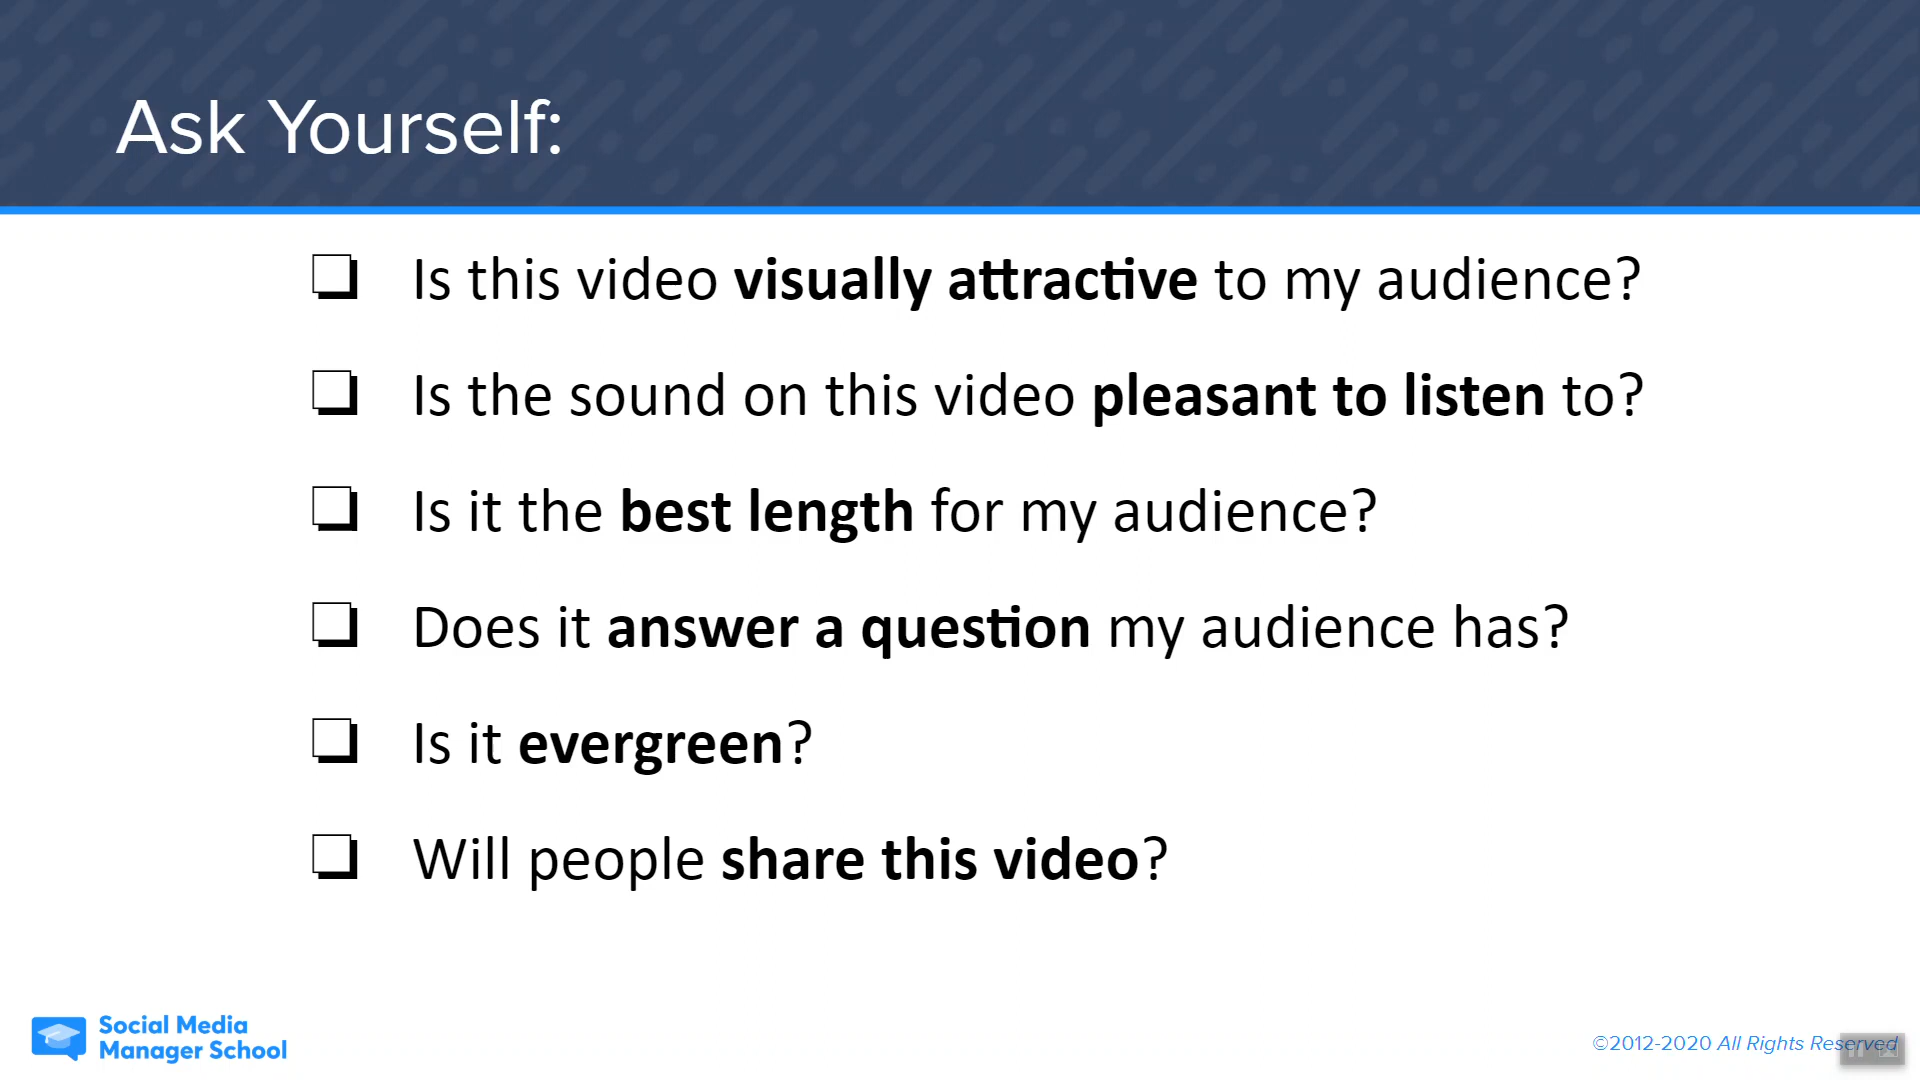 Ask Yourself:
Is this video visually attractive to my audience?
Is the sound on this video pleasant to listen to?
Is it the best length for my audience?
Does it answer a question my audience has?
Is it evergreen?
Will people share this video?
Social Media
Manager School
©2012-2020 All Rights Reserved